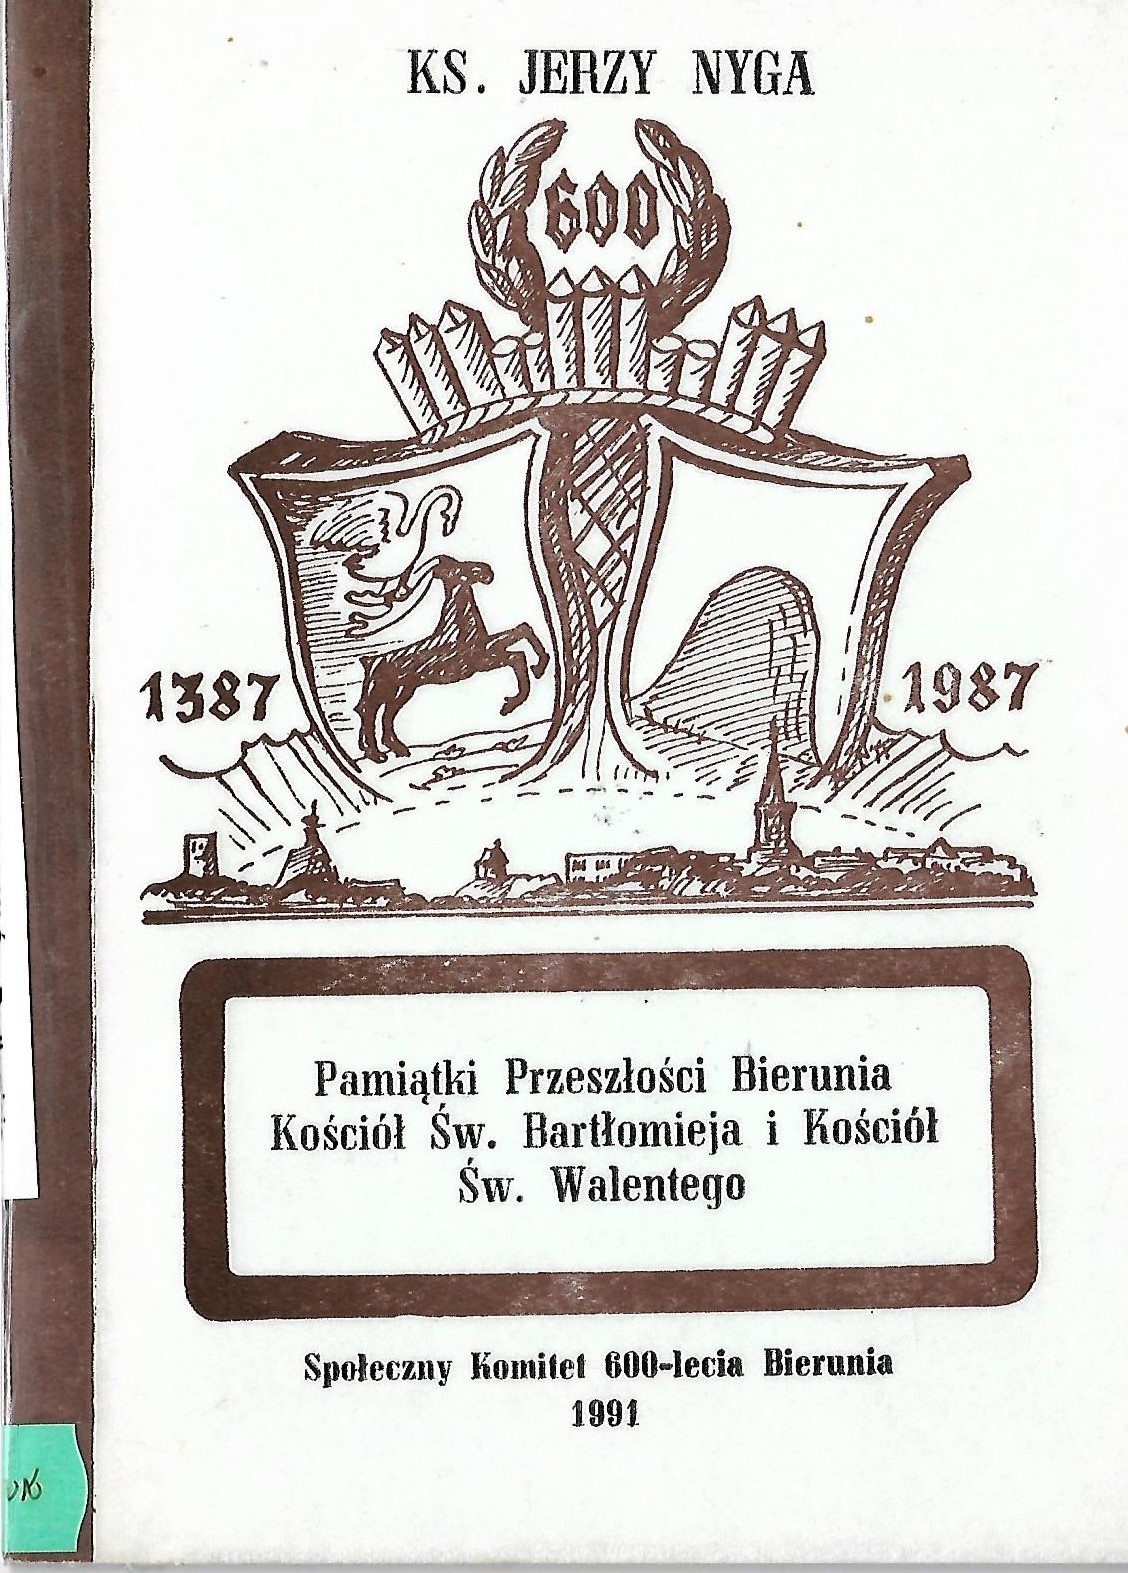 KS. JERZY NYGA
600
1387
1987
Pamiątki Przeszłości Bierunia
Kościół Św. Bartłomieja i Kościół
Św. Walentego
Społeczny Komitet 600-lecia Bierunia
1991